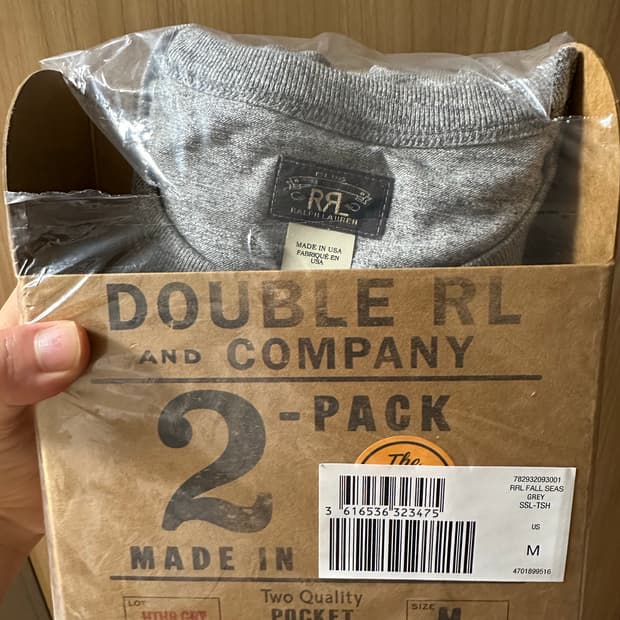 RRL
RALPH LAUREN
MADE IN USA
FABRIQUÉ EN
USA
DOUBLE RL
AND COMPANY
2-PACK
The
MADE IN
3 616536 323475
782932093001
RRL FALL SEAS
GREY
SSL-TSH
US
M
4701899516
LOT
Two Quality
POCKET
SIZE
M